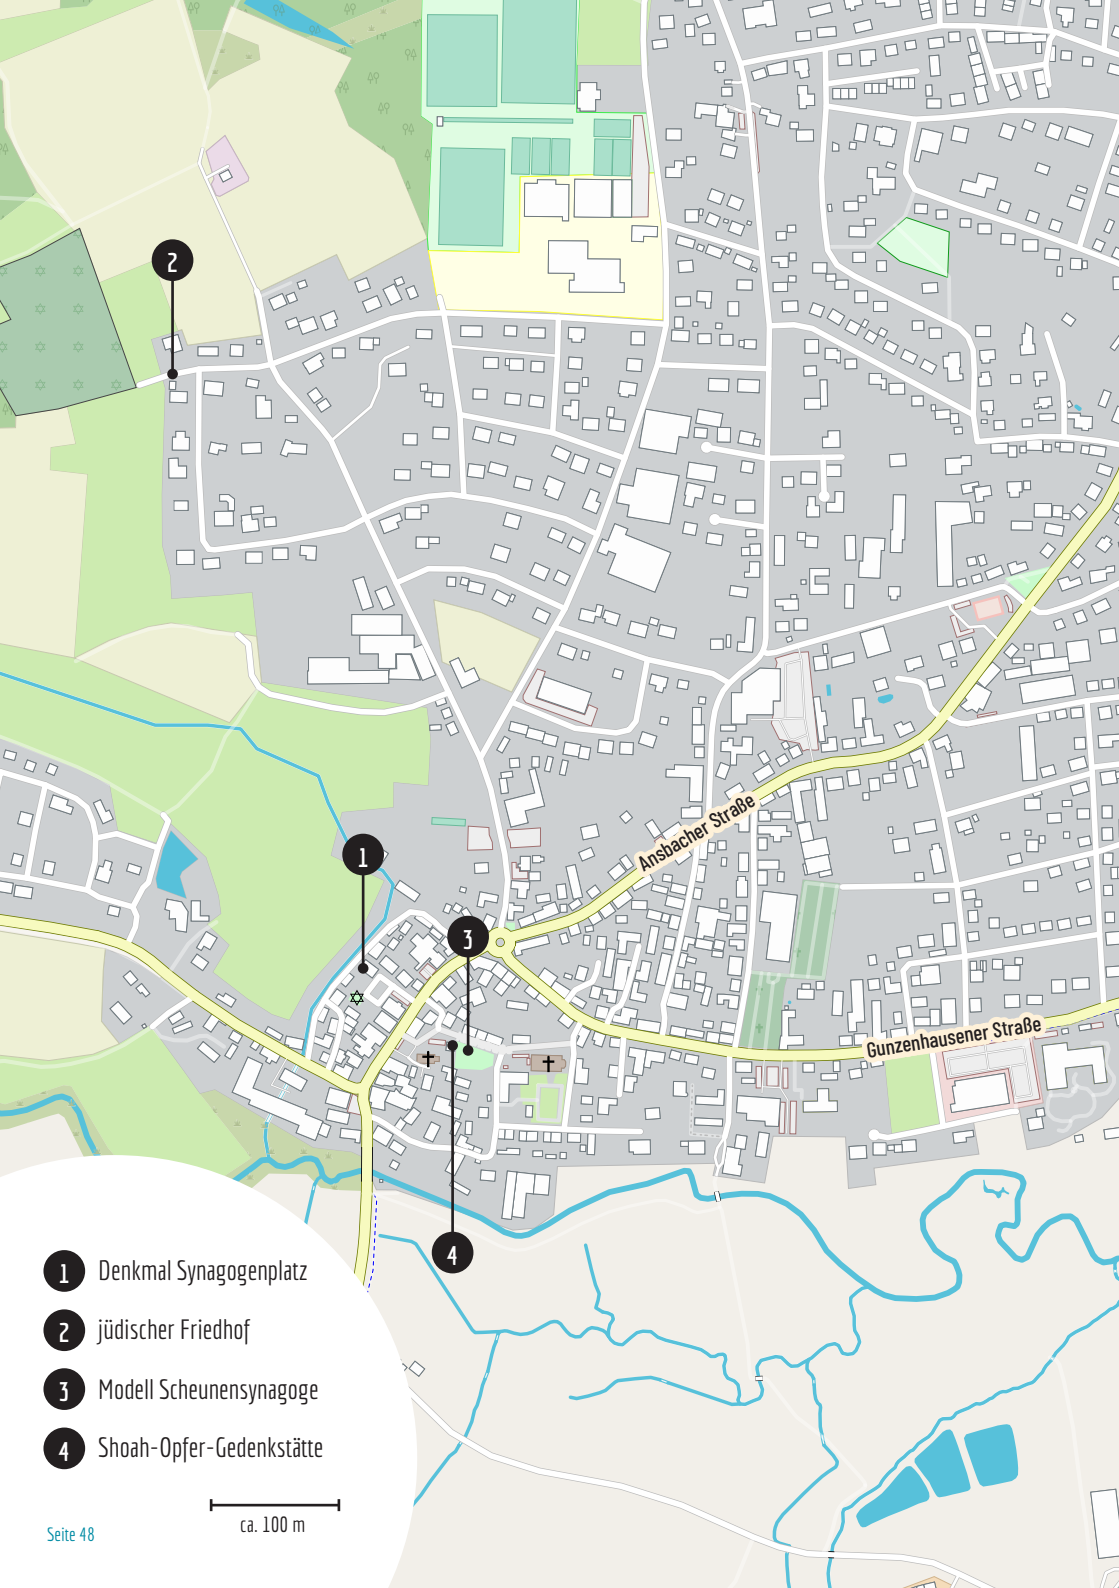 2
1
Ansbacher Straße
3
Gunzenhausener Straße
4
1 Denkmal Synagogenplatz
2 jüdischer Friedhof
3 Modell Scheunensynagoge
4 Shoah-Opfer-Gedenkstätte
ca. 100 m
Seite 48